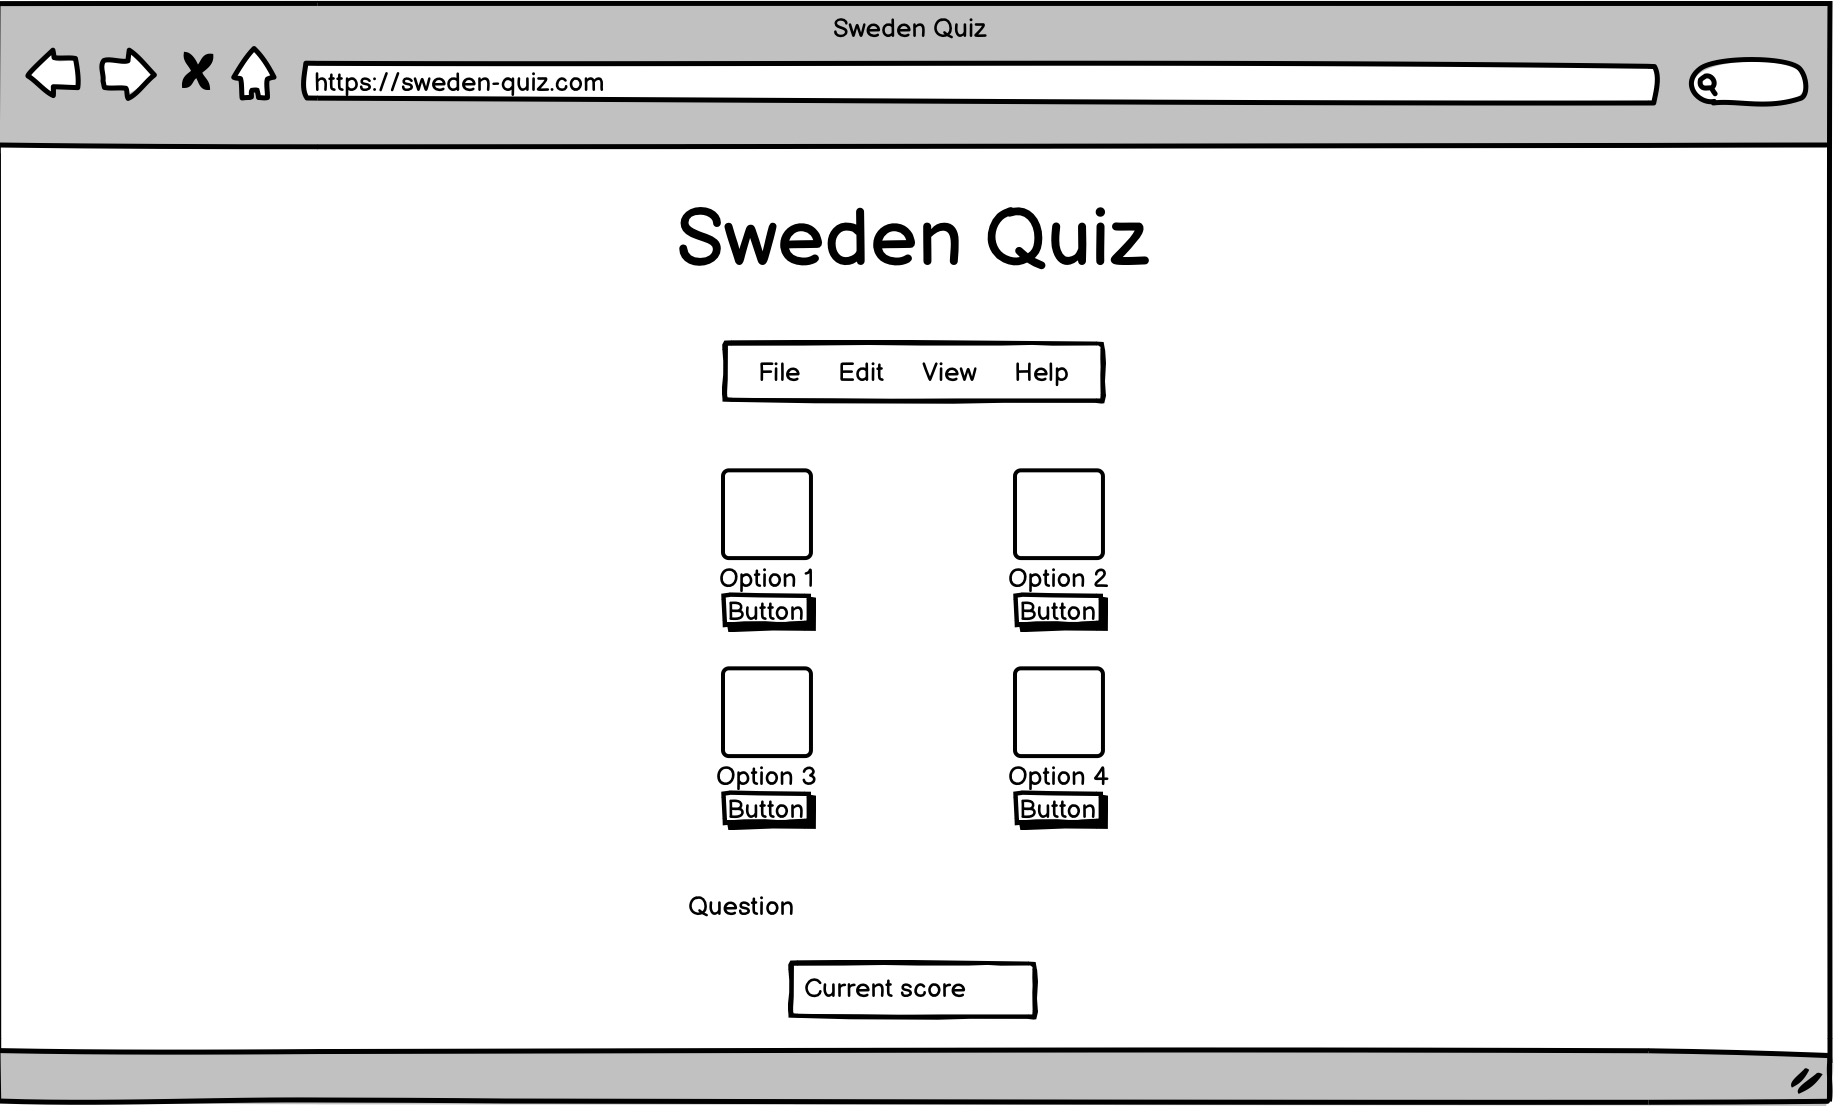 Sweden Quiz
https://sweden-quiz.com
Sweden Quiz
File Edit View Help
Option 1 Option 2
Button Button
Option 3 Option 4
Button Button
Question
Current score